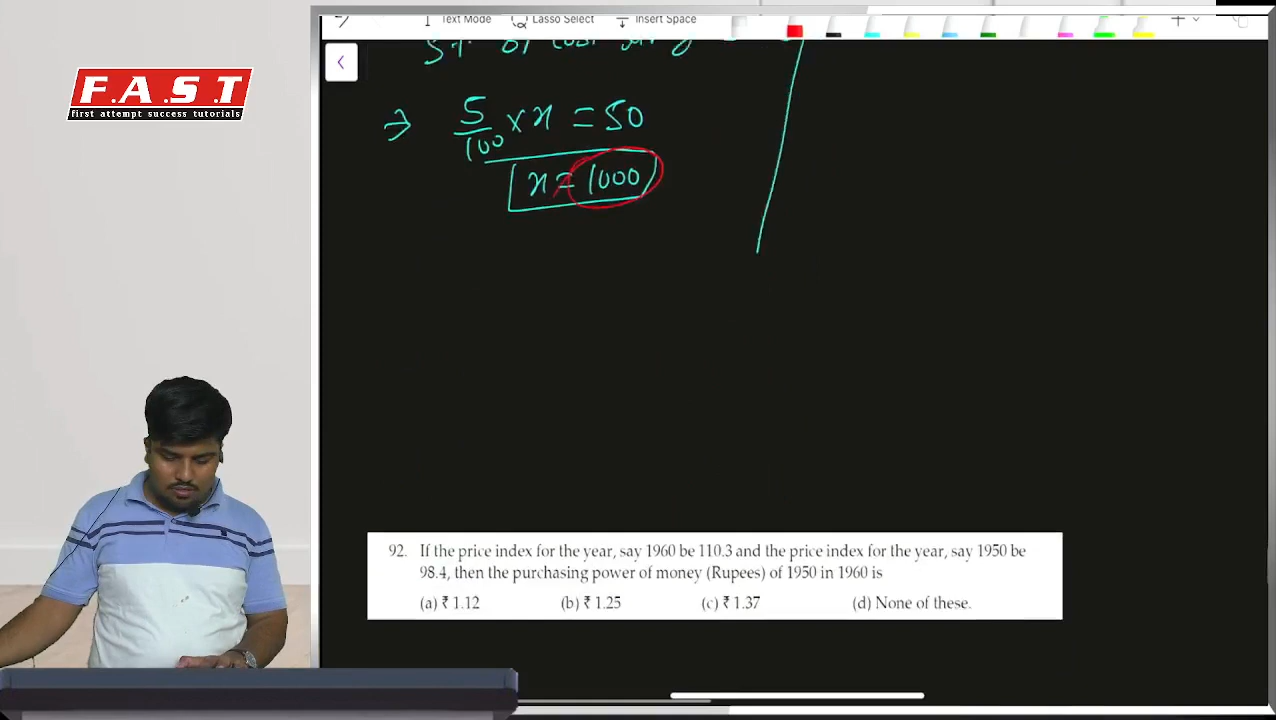 Text Mode Lasso Select Insert Space
F.A.S.T
first attempt success tutorials
5/100 × x = 50
x = 1000
92. If the price index for the year, say 1960 be 110.3 and the price index for the year, say 1950 be
98.4, then the purchasing power of money (Rupees) of 1950 in 1960 is
(a) ₹ 1.12 (b) ₹ 1.25 (c) ₹ 1.37 (d) None of these.